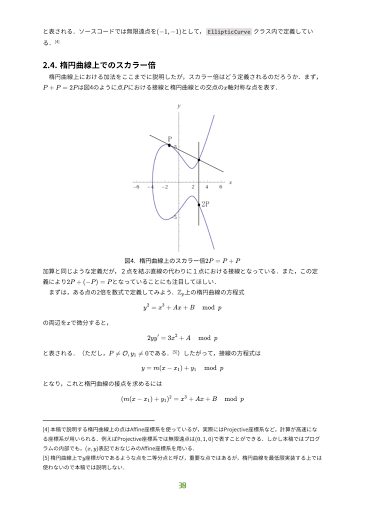 と表される．ソースコードでは無限遠点を(−1, −1)として， EllipticCurve クラス内で定義してい
る．[4]
2.4. 楕円曲線上でのスカラー倍
楕円曲線上における加法をここまでに説明したが，スカラー倍はどう定義されるのだろうか．まず，
P + P = 2Pは図4のように点Pにおける接線と楕円曲線との交点のx軸対称な点を表す．
y
P
5
−6 −4 −2 2 4 6 x
2P
−5
図4. 楕円曲線上のスカラー倍2P = P + P
加算と同じような定義だが，２点を結ぶ直線の代わりに１点における接線となっている．また，この定
義により2P + (−P) = Pとなっていることにも注目してほしい．
まずは，ある点の2倍を数式で定義してみよう．ℤp上の楕円曲線の方程式
y² = x³ + Ax + B mod p
の両辺をxで微分すると，
2yy′ = 3x² + A mod p
と表される．（ただし，P ≠ 𝒪, y₁ ≠ 0である．[5]）したがって，接線の方程式は
y = m(x − x₁) + y₁ mod p
となり，これと楕円曲線の接点を求めるには
(m(x − x₁) + y₁)² = x³ + Ax + B mod p
[4] 本稿で説明する楕円曲線上の点はAffine座標系を使っているが，実際にはProjective座標系など，計算が高速にな
る座標系が用いられる．例えばProjective座標系では無限遠点は(0, 1, 0)で表すことができる．しかし本稿ではプログ
ラムの内部でも，(x, y)表記でおなじみのAffine座標系を用いる．
[5] 楕円曲線上でy座標が0であるような点を二等分点と呼び，重要な点ではあるが，楕円曲線を最低限実装する上では
使わないので本稿では説明しない．